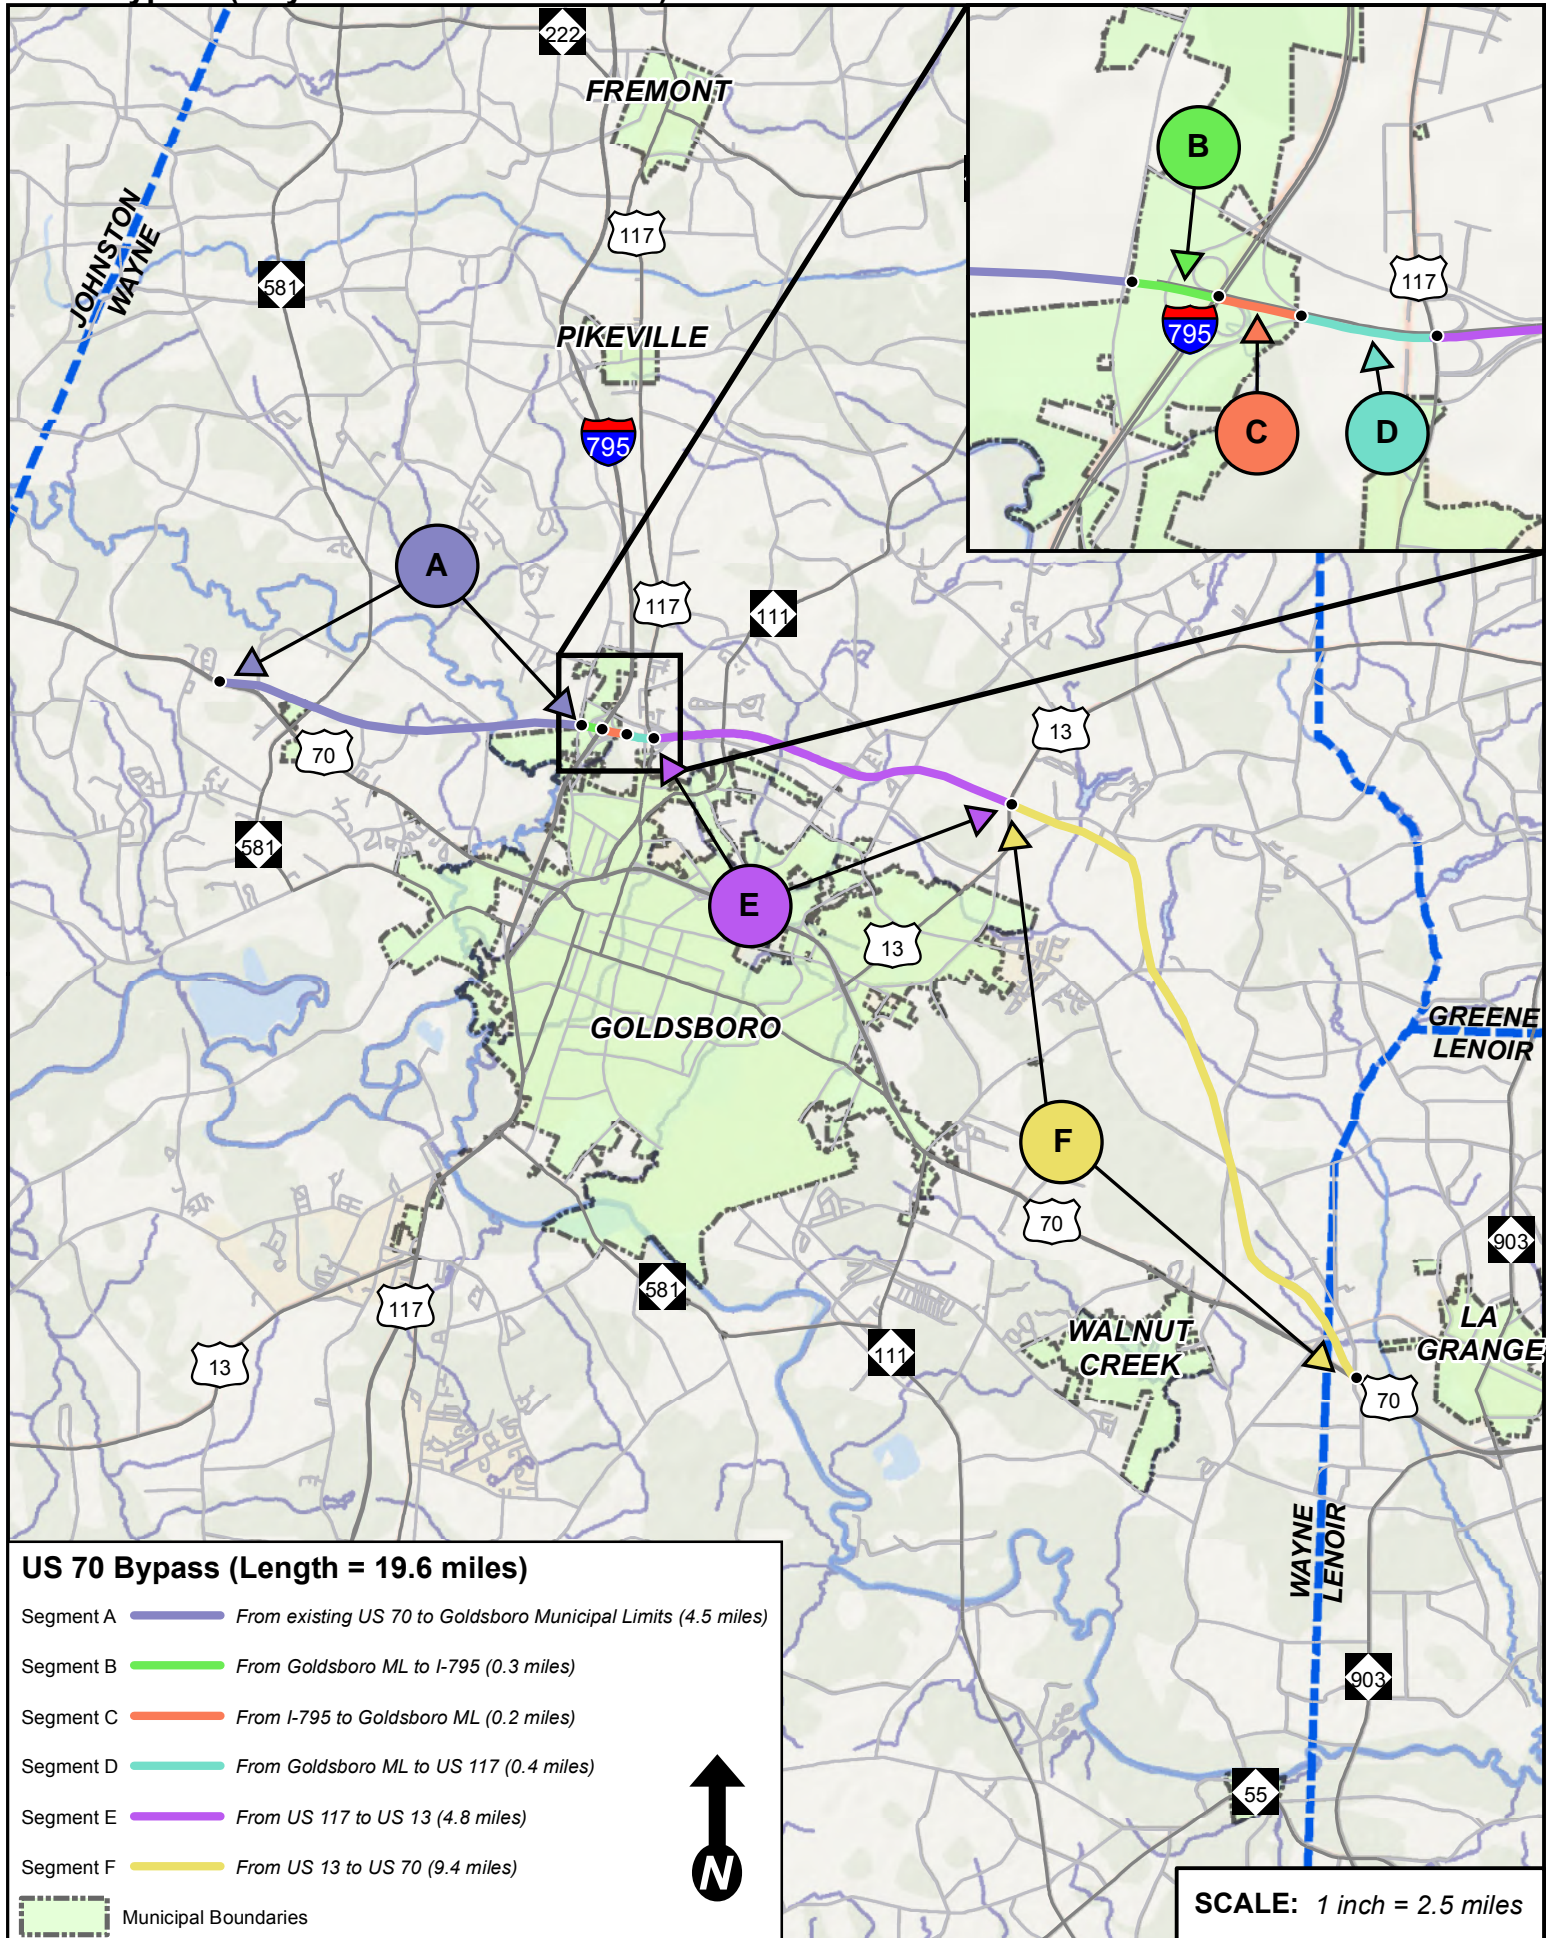 222
FREMONT
B
JOHNSTON
WAYNE
117
581
117
PIKEVILLE
795
795
C
D
A
117
111
13
70
581
E
13
GOLDSBORO
GREENE
LENOIR
F
70
903
581
117
WALNUT
CREEK
LA
GRANGE
13
111
70
WAYNE
LENOIR
903
55
US 70 Bypass (Length = 19.6 miles)
Segment A From existing US 70 to Goldsboro Municipal Limits (4.5 miles)
Segment B From Goldsboro ML to I-795 (0.3 miles)
Segment C From I-795 to Goldsboro ML (0.2 miles)
Segment D From Goldsboro ML to US 117 (0.4 miles)
Segment E From US 117 to US 13 (4.8 miles)
Segment F From US 13 to US 70 (9.4 miles)
Municipal Boundaries
N
SCALE: 1 inch = 2.5 miles